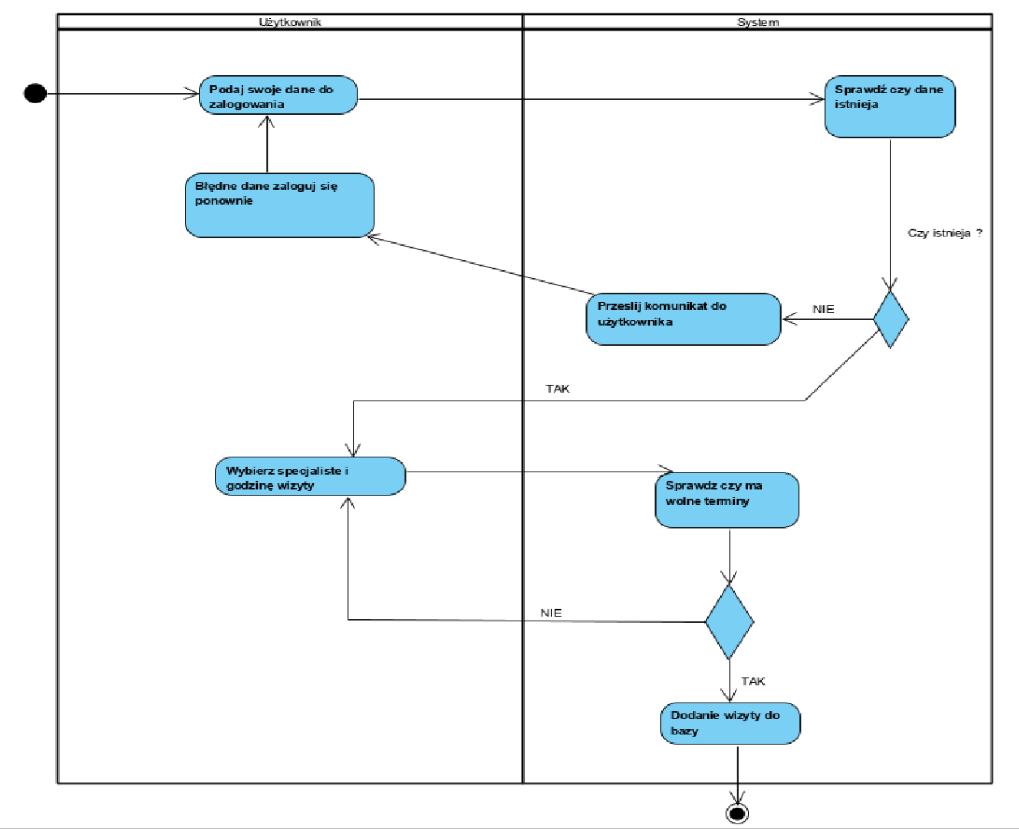 Użytkownik
System
Podaj swoje dane do
zalogowania
Sprawdź czy dane
istnieja
Błędne dane zaloguj się
ponownie
Czy istnieja ?
Przeslij komunikat do
użytkownika
NIE
TAK
Wybierz specjaliste i
godzinę wizyty
Sprawdz czy ma
wolne terminy
NIE
TAK
Dodanie wizyty do
bazy